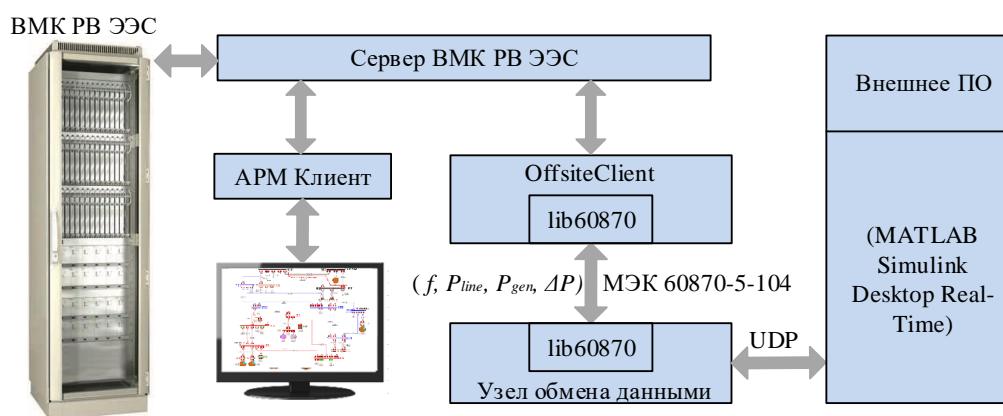 ВМК РВ ЭЭС
Сервер ВМК РВ ЭЭС
Внешнее ПО
АРМ Клиент
OffsiteClient
lib60870
(MATLAB
Simulink
Desktop Real-
Time)
( f, Pline, Pgen, ΔP) МЭК 60870-5-104
lib60870
UDP
Узел обмена данными